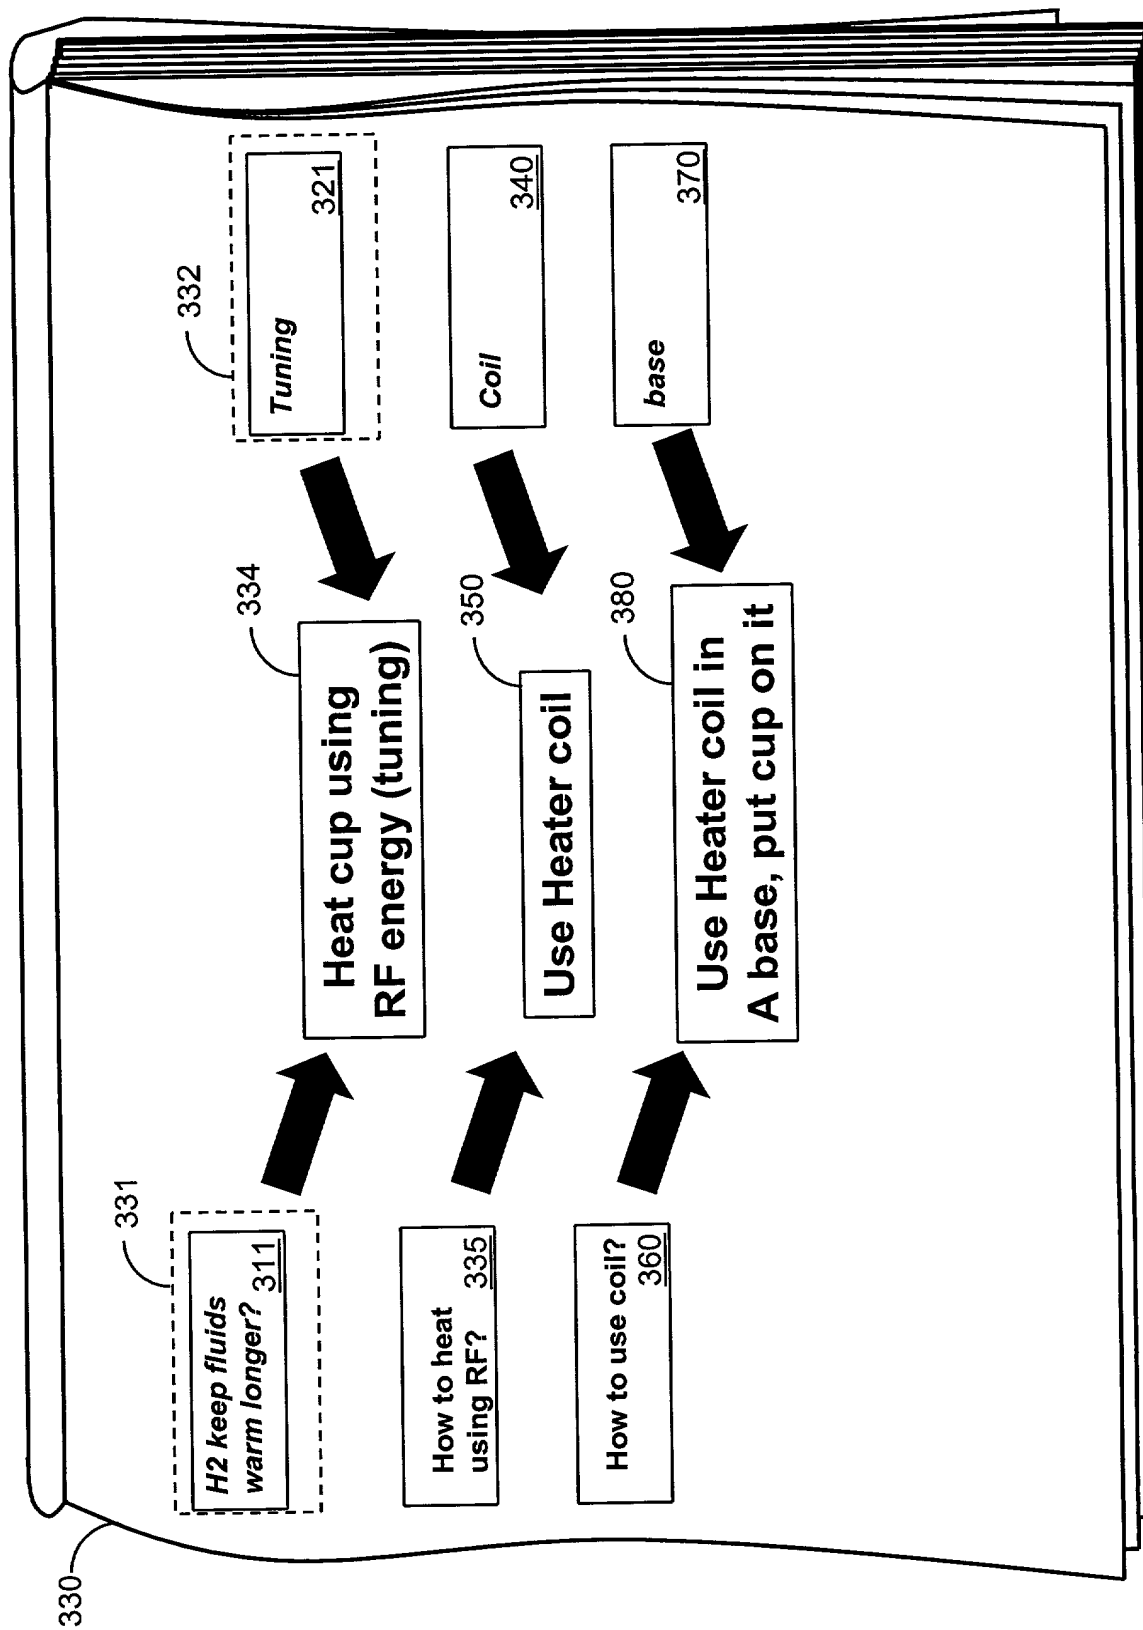 330
331
H2 keep fluids
warm longer?
311
334
Heat cup using
RF energy (tuning)
332
Tuning
321
How to heat
using RF?
335
350
Use Heater coil
Coil
340
How to use coil?
360
380
Use Heater coil in
A base, put cup on it
base
370